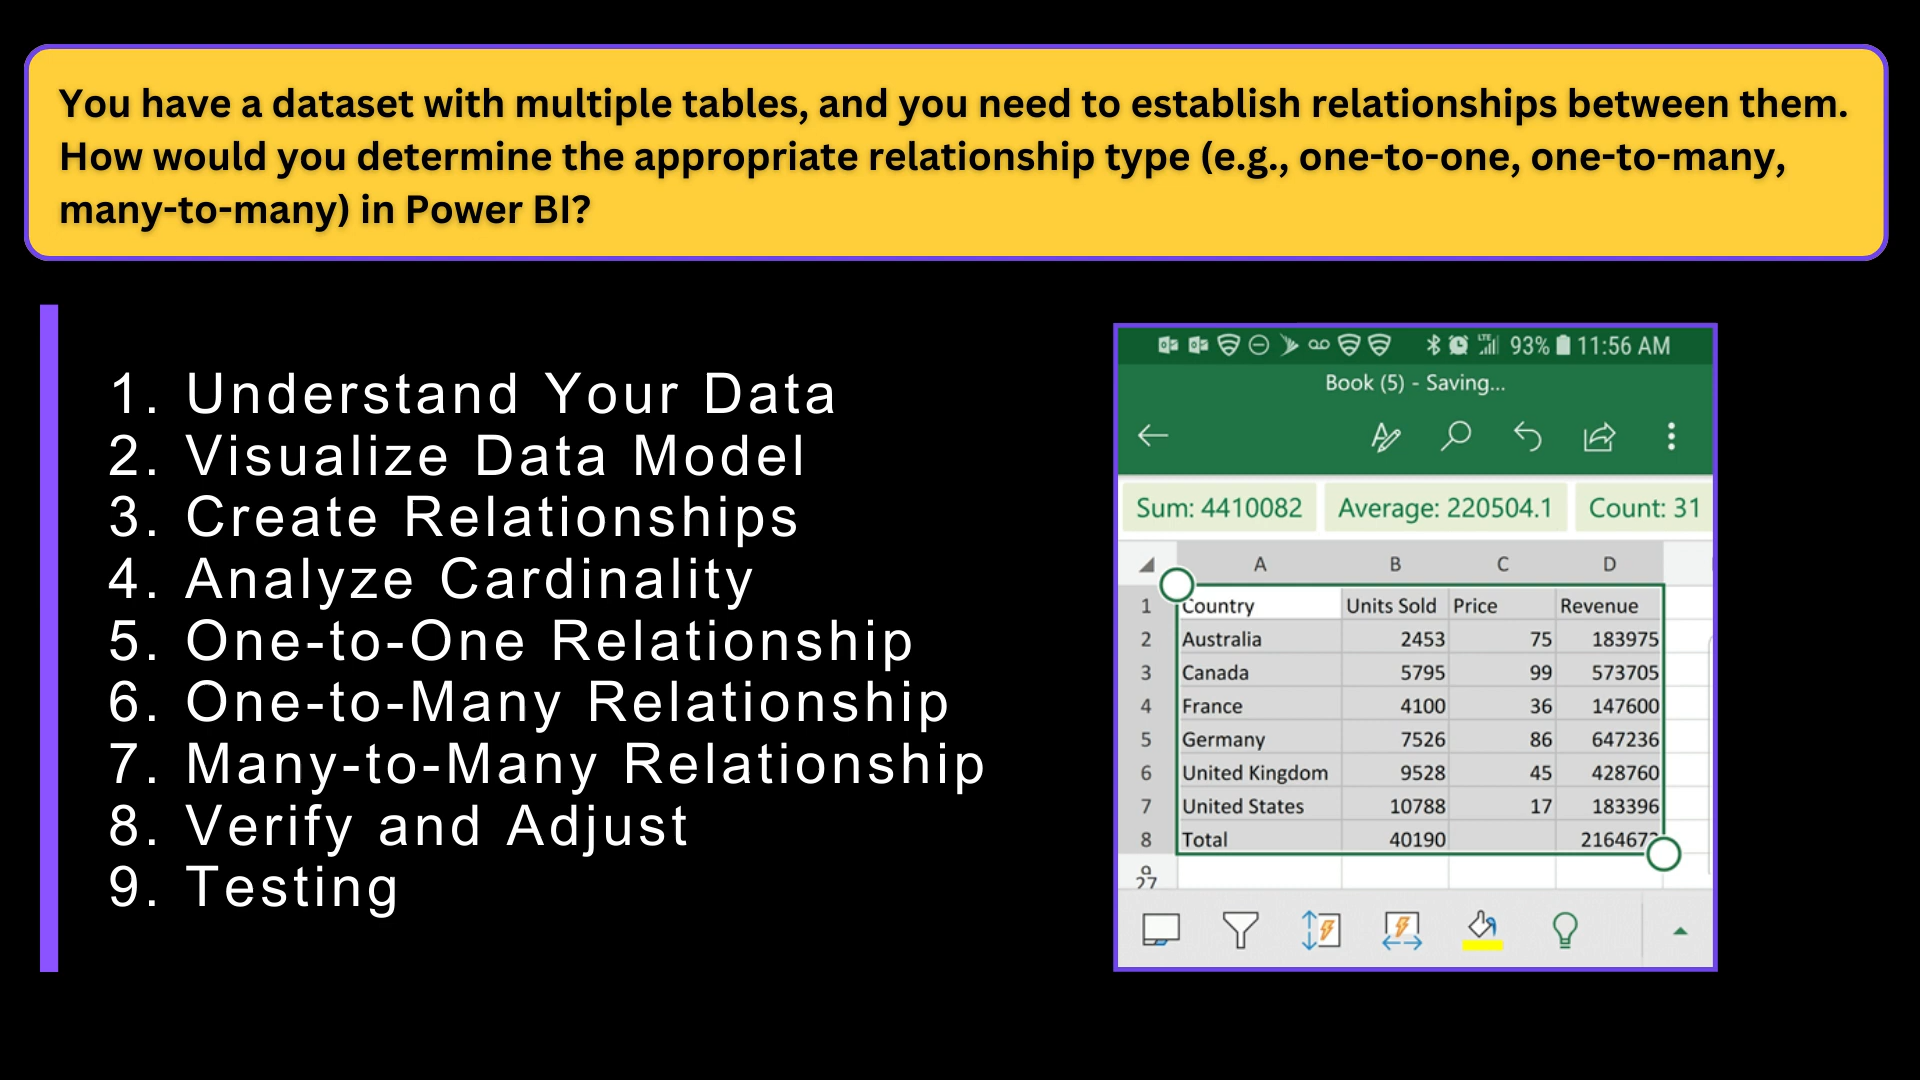 You have a dataset with multiple tables, and you need to establish relationships between them.
How would you determine the appropriate relationship type (e.g., one-to-one, one-to-many,
many-to-many) in Power BI?
1. Understand Your Data
2. Visualize Data Model
3. Create Relationships
4. Analyze Cardinality
5. One-to-One Relationship
6. One-to-Many Relationship
7. Many-to-Many Relationship
8. Verify and Adjust
9. Testing
LTE 93% 11:56 AM
Book (5) - Saving...
Sum: 4410082 Average: 220504.1 Count: 31
A B C D
1 Country Units Sold Price Revenue
2 Australia 2453 75 183975
3 Canada 5795 99 573705
4 France 4100 36 147600
5 Germany 7526 86 647236
6 United Kingdom 9528 45 428760
7 United States 10788 17 183396
8 Total 40190 2164672
9
27